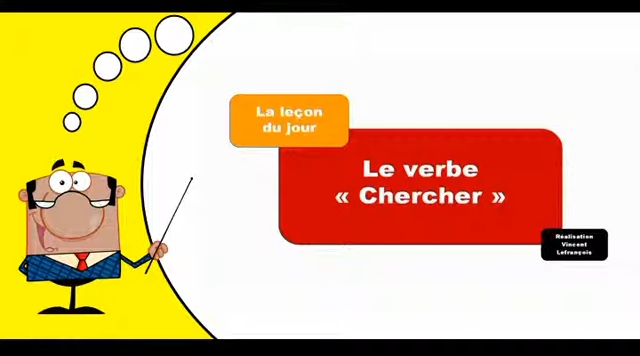 La leçon
du jour
Le verbe
« Chercher »
Réalisation
Vincent
Lefrançois